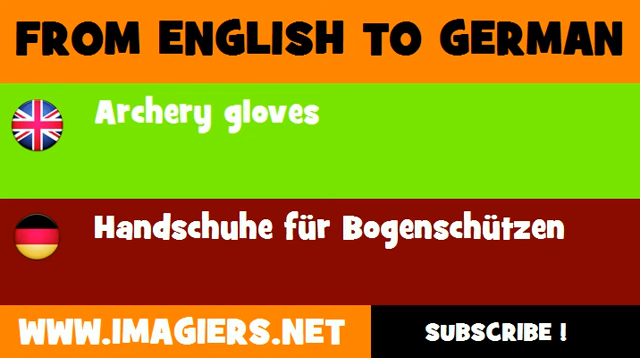 FROM ENGLISH TO GERMAN
Archery gloves
Handschuhe für Bogenschützen
WWW.IMAGIERS.NET
SUBSCRIBE !